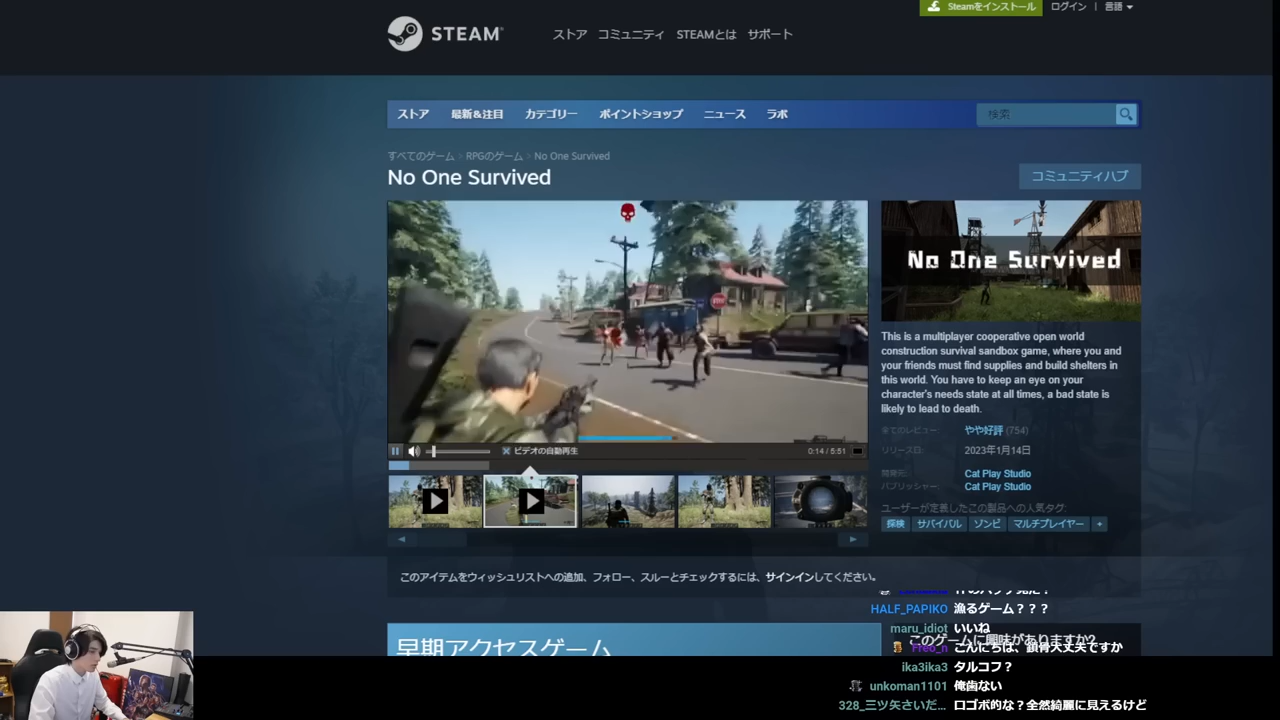 Steamをインストール
ログイン | 言語
STEAM
ストア コミュニティ STEAMとは サポート
ストア 最新&注目 カテゴリー ポイントショップ ニュース ラボ
検索
すべてのゲーム > RPGのゲーム > No One Survived
No One Survived
コミュニティハブ
STOP
No One Survived
This is a multiplayer cooperative open world
construction survival sandbox game, where you and
your friends must find supplies and build shelters in
this world. You have to keep an eye on your
character's needs state at all times, a bad state is
likely to lead to death.
全てのレビュー: やや好評 (754)
リリース日: 2023年1月14日
開発元: Cat Play Studio
パブリッシャー: Cat Play Studio
ユーザーが定義したこの製品への人気タグ:
探検 サバイバル ゾンビ マルチプレイヤー +
ビデオの自動再生
0:14 / 5:51
このアイテムをウィッシュリストへの追加、フォロー、スルーとチェックするには、サインインしてください。
早期アクセスゲーム
このゲームに興味がありますか?
HALF_PAPIKO 漁るゲーム？？？
maru_idiot いいね
Freo_n こんにちは、鎖骨大丈夫ですか
ika3ika3 タルコフ？
unkoman1101 俺歯ない
328_三ツ矢さいだ... ロゴポ的な？全然綺麗に見えるけど